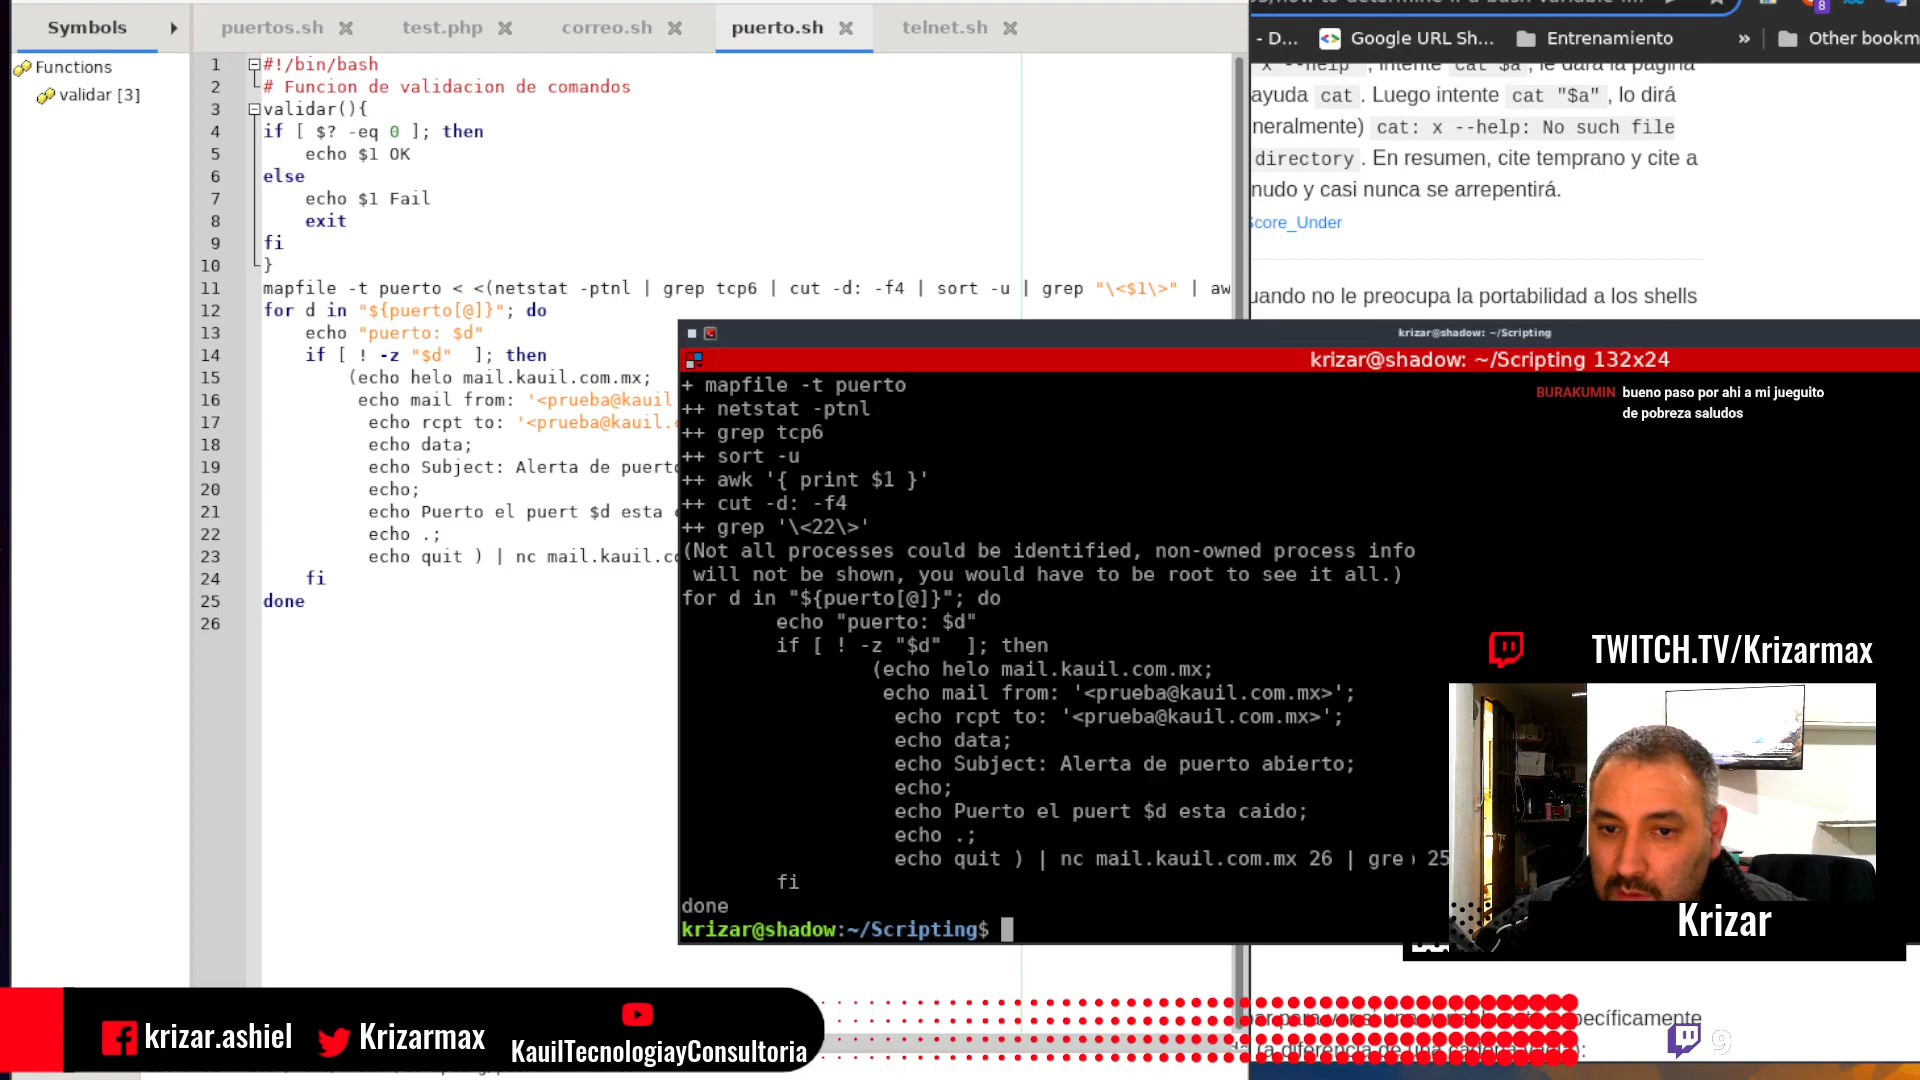 Symbols
puertos.sh
test.php
correo.sh
puerto.sh
telnet.sh
Functions
validar [3]
1 #!/bin/bash
2 # Funcion de validacion de comandos
3 validar(){
4 if [ $? -eq 0 ]; then
5 echo $1 OK
6 else
7 echo $1 Fail
8 exit
9 fi
10 }
11 mapfile -t puerto < <(netstat -ptnl | grep tcp6 | cut -d: -f4 | sort -u | grep "\<$1\>" | aw
12 for d in "${puerto[@]}"; do
13 echo "puerto: $d"
14 if [ ! -z "$d"  ]; then
15 (echo helo mail.kauil.com.mx;
16 echo mail from: '<prueba@kauil
17 echo rcpt to: '<prueba@kauil.
18 echo data;
19 echo Subject: Alerta de puert
20 echo;
21 echo Puerto el puert $d esta
22 echo .;
23 echo quit ) | nc mail.kauil.c
24 fi
25 done
26
8
- D...
Google URL Sh...
Entrenamiento
»
Other bookm
x --help , intente cat $a , le dará la página
ayuda cat . Luego intente cat "$a" , lo dirá
neralmente) cat: x --help: No such file
directory . En resumen, cite temprano y cite a
nudo y casi nunca se arrepentirá.
core_Under
uando no le preocupa la portabilidad a los shells
krizar@shadow: ~/Scripting
krizar@shadow: ~/Scripting 132x24
+ mapfile -t puerto
++ netstat -ptnl
++ grep tcp6
++ sort -u
++ awk '{ print $1 }'
++ cut -d: -f4
++ grep '\<22\>'
(Not all processes could be identified, non-owned process info
will not be shown, you would have to be root to see it all.)
for d in "${puerto[@]}"; do
echo "puerto: $d"
if [ ! -z "$d"  ]; then
(echo helo mail.kauil.com.mx;
echo mail from: '<prueba@kauil.com.mx>';
echo rcpt to: '<prueba@kauil.com.mx>';
echo data;
echo Subject: Alerta de puerto abierto;
echo;
echo Puerto el puert $d esta caido;
echo .;
echo quit ) | nc mail.kauil.com.mx 26 | gre 25
fi
done
krizar@shadow:~/Scripting$
BURAKUMIN bueno paso por ahi a mi jueguito
de pobreza saludos
TWITCH.TV/Krizarmax
Krizar
krizar.ashiel
Krizarmax
KauilTecnologiayConsultoria
pecíficamente
9